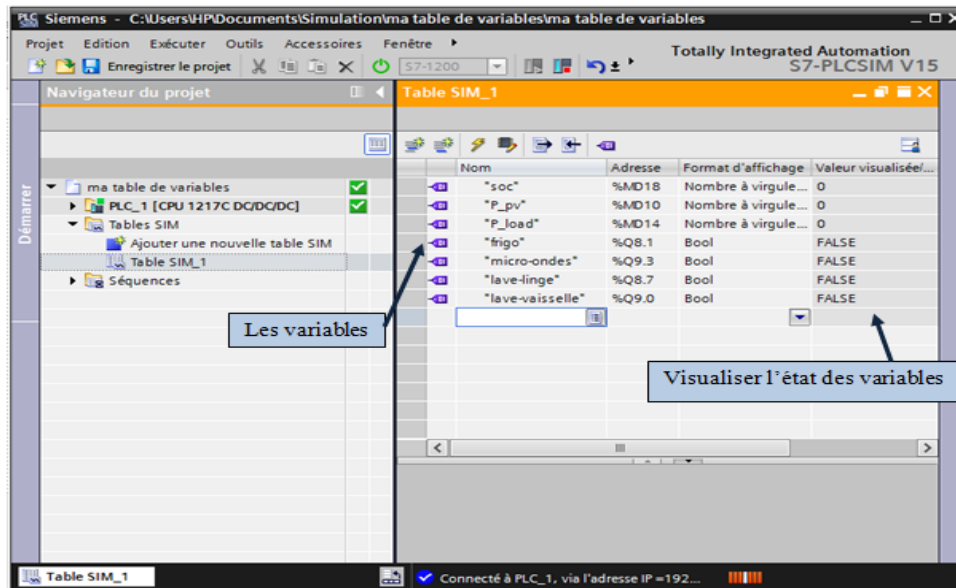 Siemens - C:\Users\HP\Documents\Simulation\ma table de variables\ma table de variables
Projet Edition Exécuter Outils Accessoires Fenêtre
Totally Integrated Automation
S7-PLCSIM V15
Enregistrer le projet
S7-1200
Navigateur du projet
Table SIM_1
Démarrer
ma table de variables
PLC_1 [CPU 1217C DC/DC/DC]
Tables SIM
Ajouter une nouvelle table SIM
Table SIM_1
Séquences
Nom Adresse Format d'affichage Valeur visualisée/...
"soc" %MD18 Nombre à virgule... 0
"P_pv" %MD10 Nombre à virgule... 0
"P_load" %MD14 Nombre à virgule... 0
"frigo" %Q8.1 Bool FALSE
"micro-ondes" %Q9.3 Bool FALSE
"lave-linge" %Q8.7 Bool FALSE
"lave-vaisselle" %Q9.0 Bool FALSE
Les variables
Visualiser l'état des variables
Table SIM_1
Connecté à PLC_1, via l'adresse IP =192...